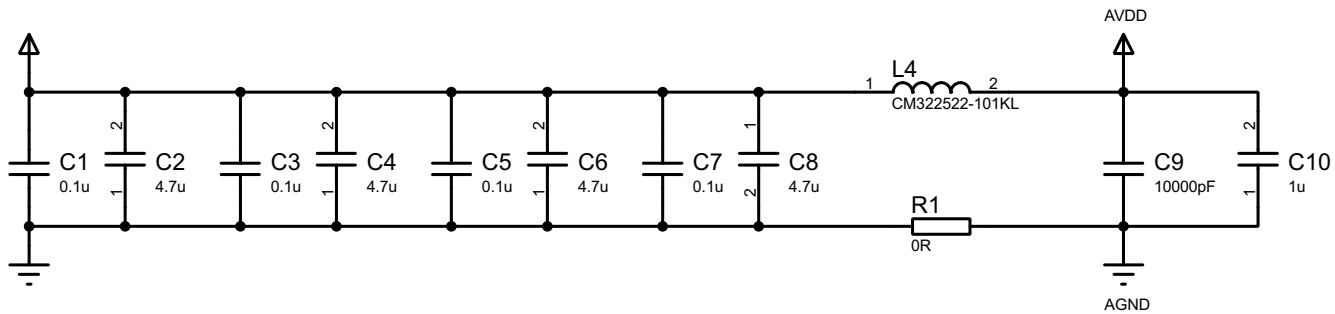 AVDD
L4
1
2
CM322522-101KL
2
2
2
1
2
C1
0.1u
C2
4.7u
C3
0.1u
C4
4.7u
C5
0.1u
C6
4.7u
C7
0.1u
C8
4.7u
C9
10000pF
C10
1u
1
1
1
2
1
R1
0R
AGND